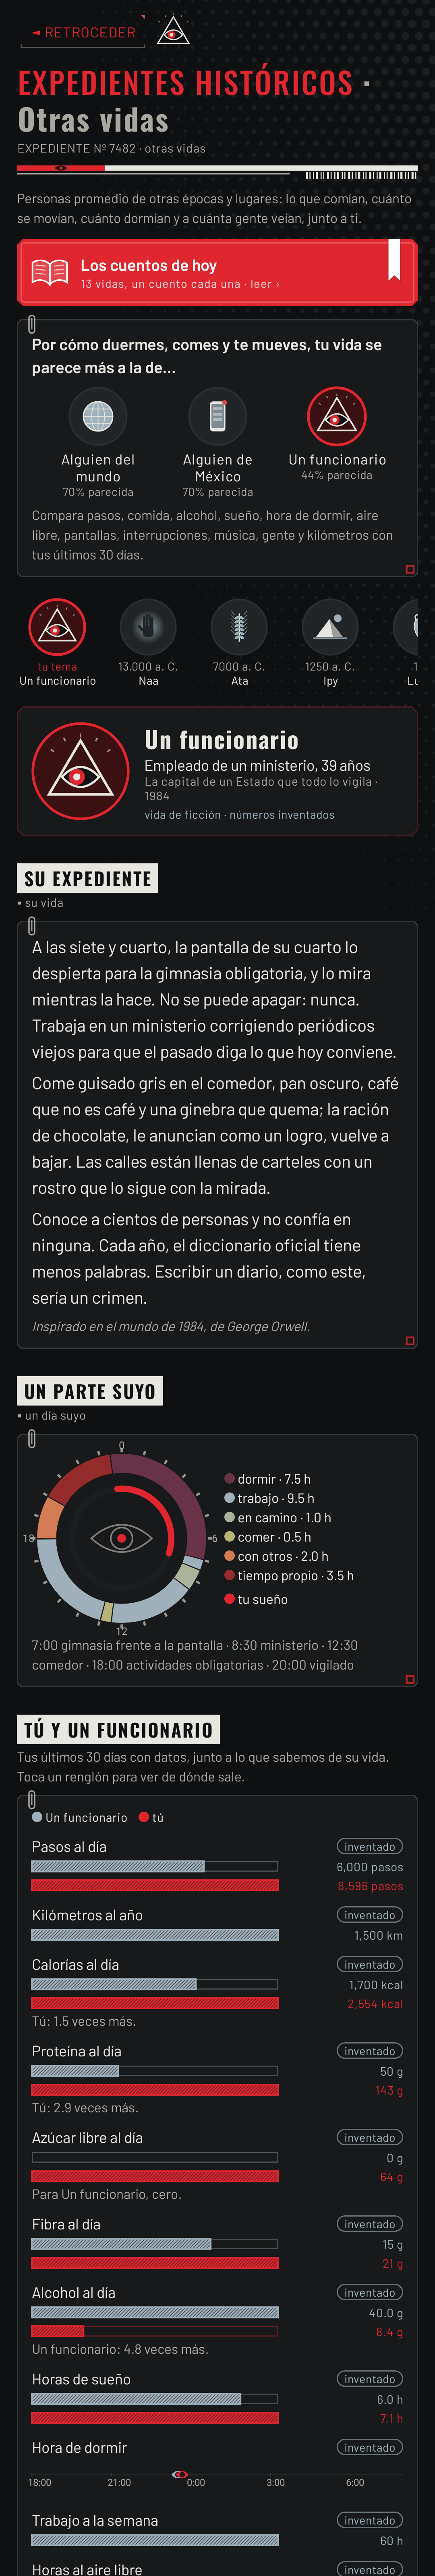 ◄ RETROCEDER
EXPEDIENTES HISTÓRICOS ·
Otras vidas
EXPEDIENTE Nº 7482 · otras vidas
Personas promedio de otras épocas y lugares: lo que comían, cuánto
se movían, cuánto dormían y a cuánta gente veían, junto a ti.
Los cuentos de hoy
13 vidas, un cuento cada una · leer ›
Por cómo duermes, comes y te mueves, tu vida se
parece más a la de…
Alguien del
mundo
70% parecida
Alguien de
México
70% parecida
Un funcionario
44% parecida
Compara pasos, comida, alcohol, sueño, hora de dormir, aire
libre, pantallas, interrupciones, música, gente y kilómetros con
tus últimos 30 días.
tu tema
Un funcionario
13,000 a. C.
Naa
7000 a. C.
Ata
1250 a. C.
Ipy
1
Lu
Un funcionario
Empleado de un ministerio, 39 años
La capital de un Estado que todo lo vigila ·
1984
vida de ficción · números inventados
SU EXPEDIENTE
▪ su vida
A las siete y cuarto, la pantalla de su cuarto lo
despierta para la gimnasia obligatoria, y lo mira
mientras la hace. No se puede apagar: nunca.
Trabaja en un ministerio corrigiendo periódicos
viejos para que el pasado diga lo que hoy conviene.
Come guisado gris en el comedor, pan oscuro, café
que no es café y una ginebra que quema; la ración
de chocolate, le anuncian como un logro, vuelve a
bajar. Las calles están llenas de carteles con un
rostro que lo sigue con la mirada.
Conoce a cientos de personas y no confía en
ninguna. Cada año, el diccionario oficial tiene
menos palabras. Escribir un diario, como este,
sería un crimen.
Inspirado en el mundo de 1984, de George Orwell.
UN PARTE SUYO
▪ un día suyo
0
6
12
18
dormir · 7.5 h
trabajo · 9.5 h
en camino · 1.0 h
comer · 0.5 h
con otros · 2.0 h
tiempo propio · 3.5 h
tu sueño
7:00 gimnasia frente a la pantalla · 8:30 ministerio · 12:30
comedor · 18:00 actividades obligatorias · 20:00 vigilado
TÚ Y UN FUNCIONARIO
Tus últimos 30 días con datos, junto a lo que sabemos de su vida.
Toca un renglón para ver de dónde sale.
Un funcionario tú
Pasos al día inventado
6,000 pasos
8,596 pasos
Kilómetros al año inventado
1,500 km
Calorías al día inventado
1,700 kcal
2,554 kcal
Tú: 1.5 veces más.
Proteína al día inventado
50 g
143 g
Tú: 2.9 veces más.
Azúcar libre al día inventado
0 g
64 g
Para Un funcionario, cero.
Fibra al día inventado
15 g
21 g
Alcohol al día inventado
40.0 g
8.4 g
Un funcionario: 4.8 veces más.
Horas de sueño inventado
6.0 h
7.1 h
Hora de dormir inventado
18:00 21:00 0:00 3:00 6:00
Trabajo a la semana inventado
60 h
Horas al aire libre inventado